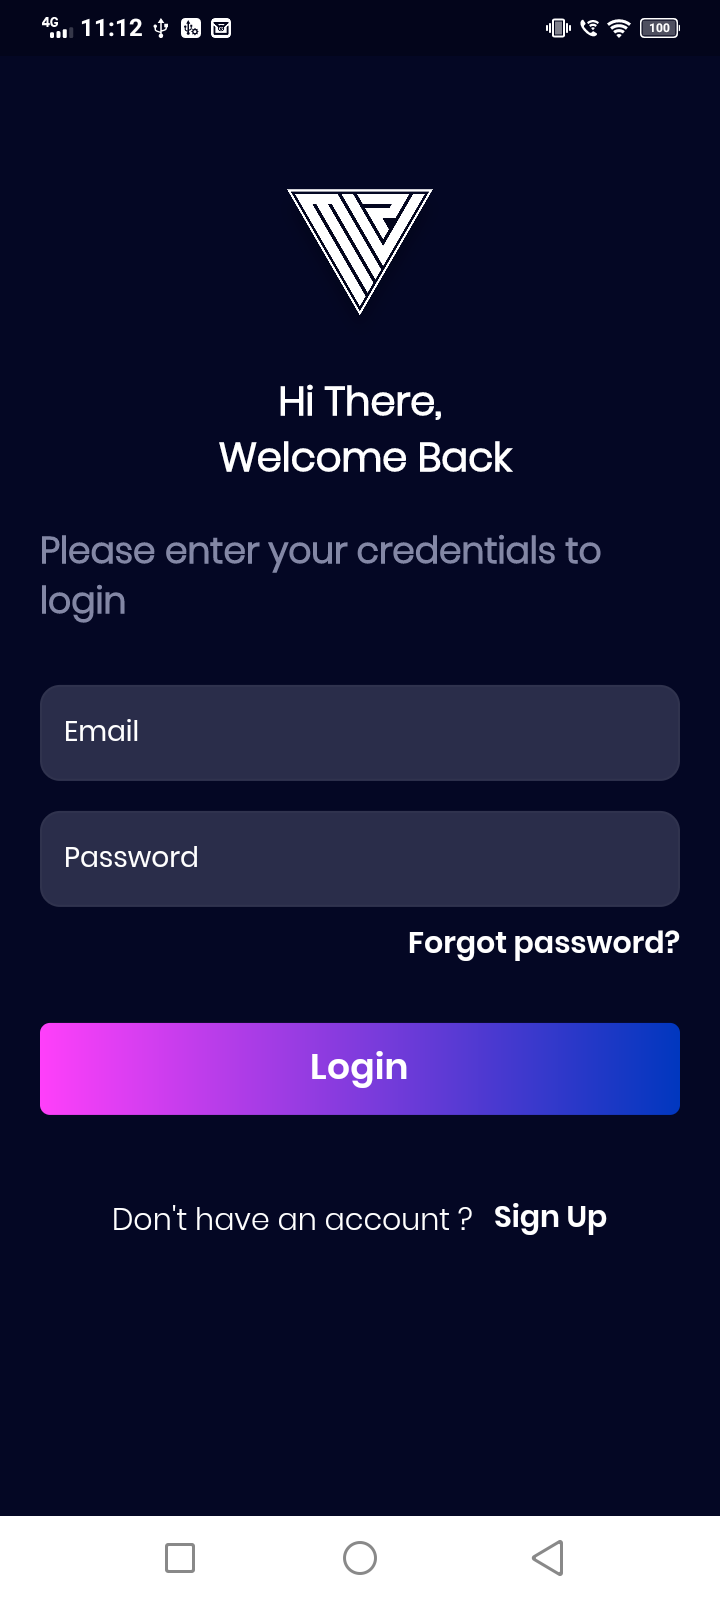 4G 11:12 100
Hi There,
Welcome Back
Please enter your credentials to
login
Email
Password
Forgot password?
Login
Don't have an account ? Sign Up